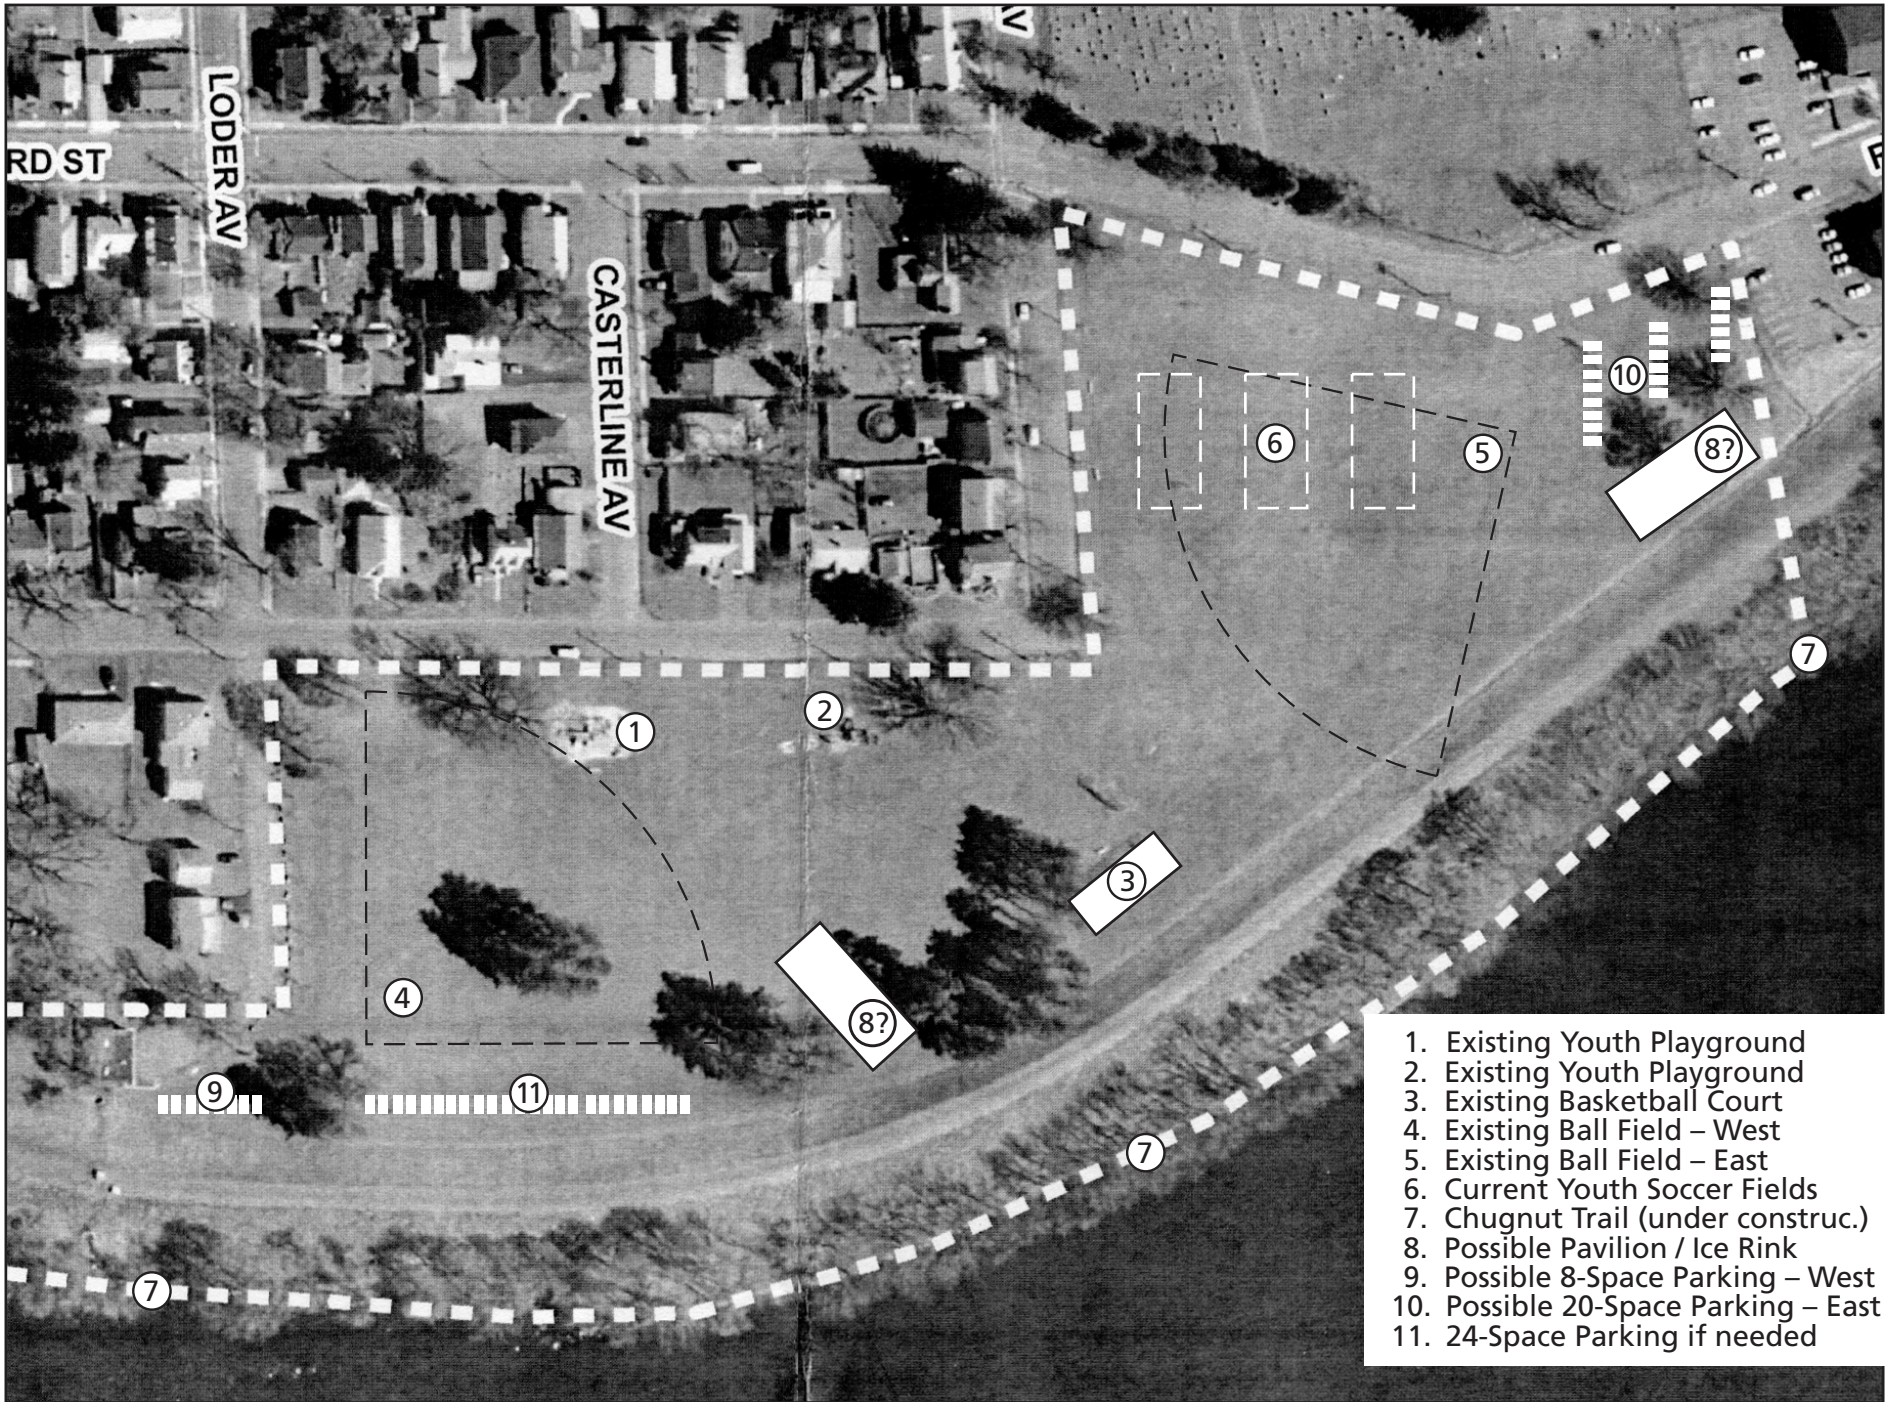 AV
LODER AV
RD ST
CASTERLINE AV
10
8?
6
5
7
2
1
3
4
8?
9
11
7
7
1. Existing Youth Playground
2. Existing Youth Playground
3. Existing Basketball Court
4. Existing Ball Field – West
5. Existing Ball Field – East
6. Current Youth Soccer Fields
7. Chugnut Trail (under construc.)
8. Possible Pavilion / Ice Rink
9. Possible 8-Space Parking – West
10. Possible 20-Space Parking – East
11. 24-Space Parking if needed